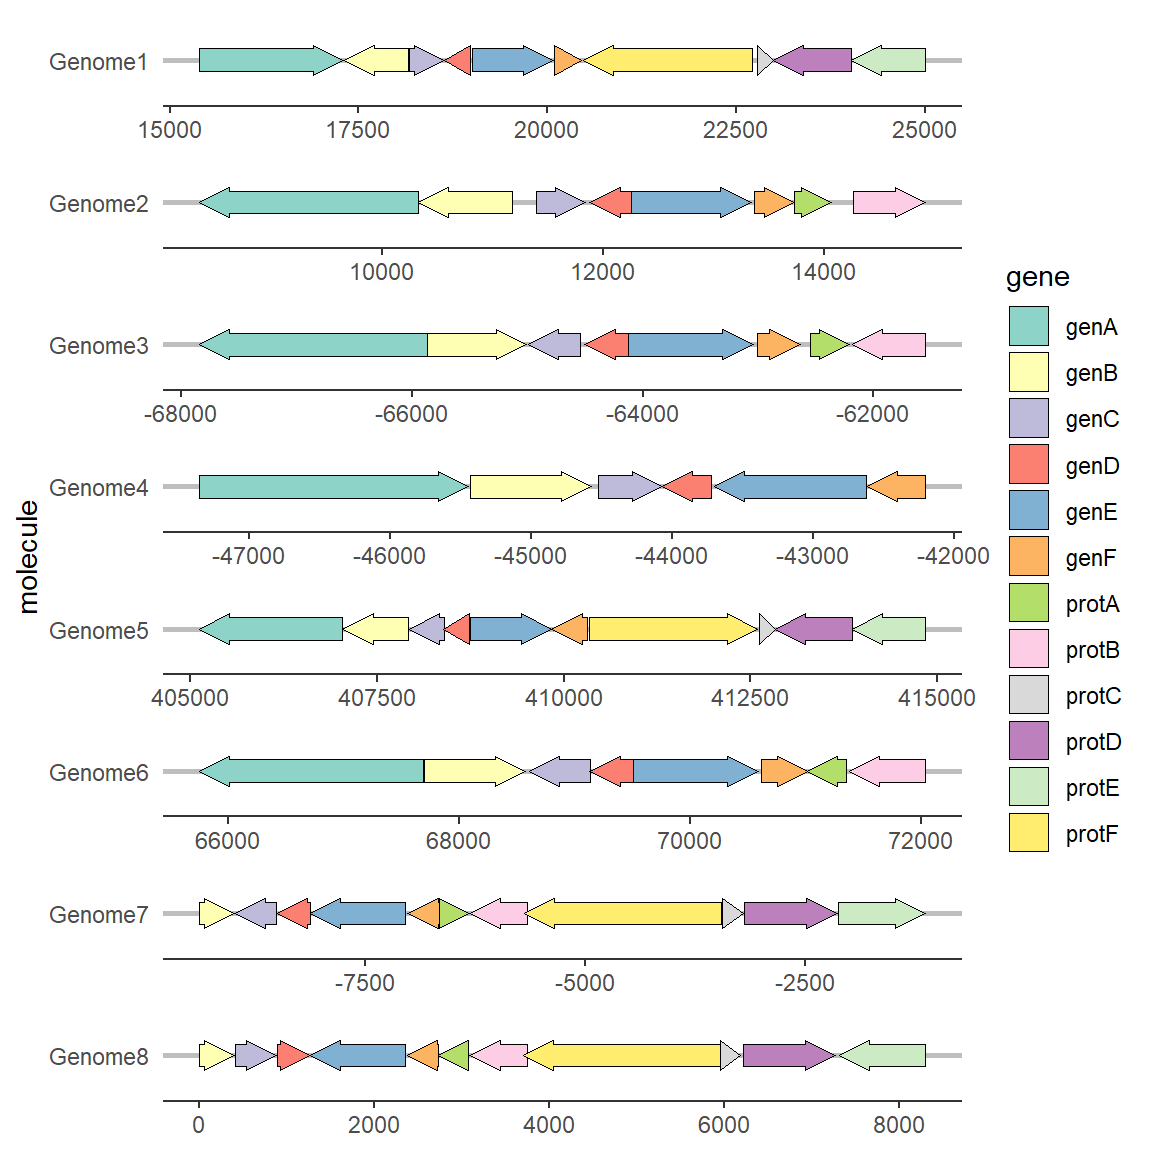 Genome1
15000 17500 20000 22500 25000
Genome2
10000 12000 14000
Genome3
-68000 -66000 -64000 -62000
Genome4
-47000 -46000 -45000 -44000 -43000 -42000
molecule
Genome5
405000 407500 410000 412500 415000
Genome6
66000 68000 70000 72000
Genome7
-7500 -5000 -2500
Genome8
0 2000 4000 6000 8000
gene
genA
genB
genC
genD
genE
genF
protA
protB
protC
protD
protE
protF